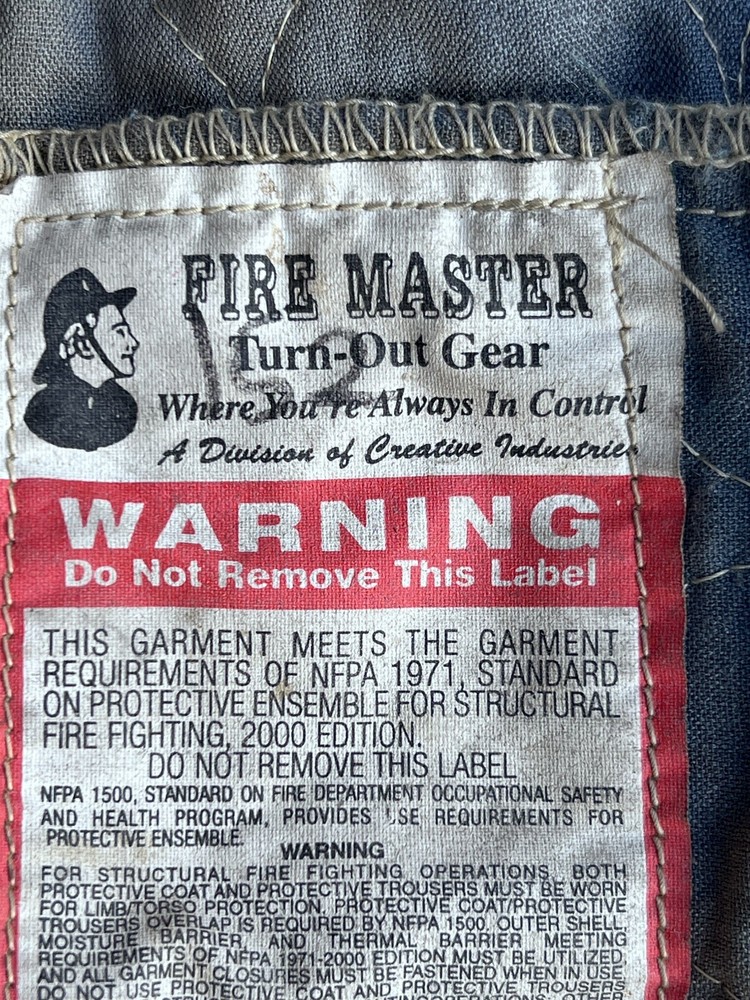 FIRE MASTER
152
Turn-Out Gear
Where You're Always In Control
A Division of Creative Industries
WARNING
Do Not Remove This Label
THIS GARMENT MEETS THE GARMENT
REQUIREMENTS OF NFPA 1971, STANDARD
ON PROTECTIVE ENSEMBLE FOR STRUCTURAL
FIRE FIGHTING, 2000 EDITION.
DO NOT REMOVE THIS LABEL
NFPA 1500, STANDARD ON FIRE DEPARTMENT OCCUPATIONAL SAFETY
AND HEALTH PROGRAM, PROVIDES USE REQUIREMENTS FOR
PROTECTIVE ENSEMBLE.
WARNING
FOR STRUCTURAL FIRE FIGHTING OPERATIONS, BOTH
PROTECTIVE COAT AND PROTECTIVE TROUSERS MUST BE WORN
FOR LIMB/TORSO PROTECTION. PROTECTIVE COAT/PROTECTIVE
TROUSERS OVERLAP IS REQUIRED BY NFPA 1500. OUTER SHELL,
MOISTURE BARRIER, AND THERMAL BARRIER MEETING
REQUIREMENTS OF NFPA 1971-2000 EDITION MUST BE UTILIZED,
AND ALL GARMENT CLOSURES MUST BE FASTENED WHEN IN USE.
DO NOT USE PROTECTIVE COAT AND PROTECTIVE TROUSERS